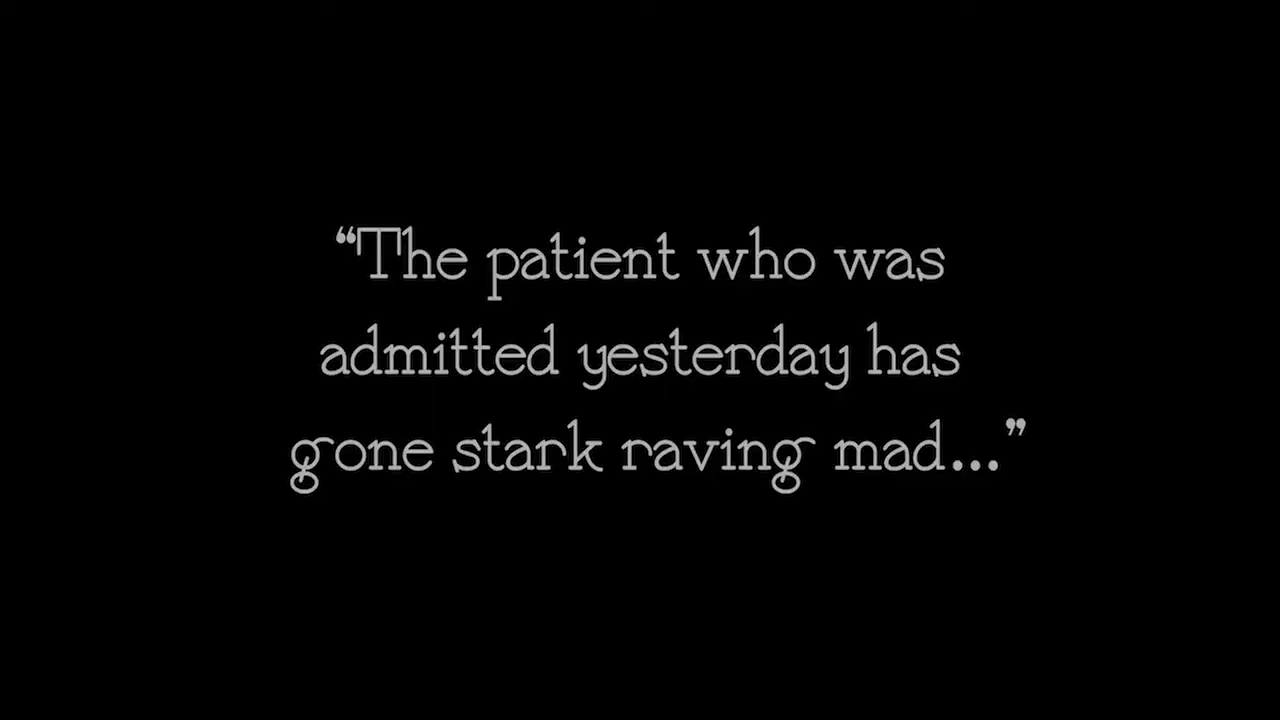 “The patient who was
admitted yesterday has
gone stark raving mad...”